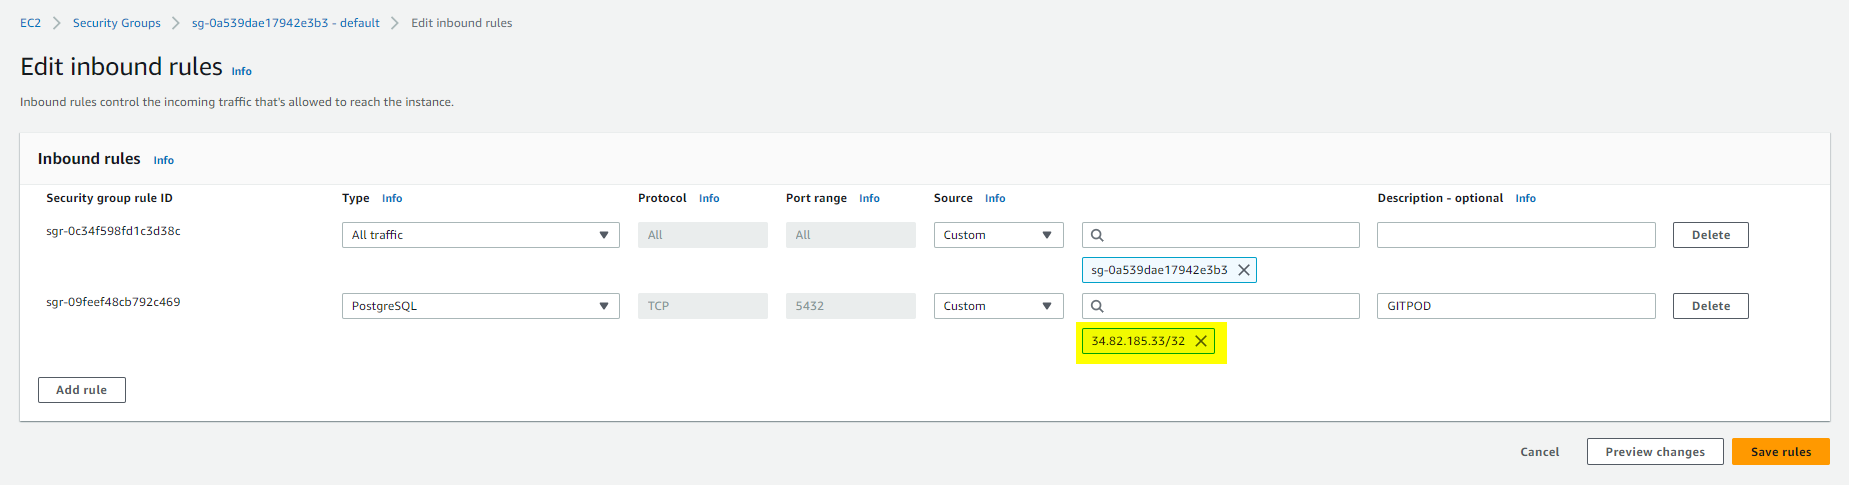 EC2 > Security Groups > sg-0a539dae17942e3b3 - default > Edit inbound rules
Edit inbound rules Info
Inbound rules control the incoming traffic that's allowed to reach the instance.
Inbound rules Info
Security group rule ID Type Info Protocol Info Port range Info Source Info Description - optional Info
sgr-0c34f598fd1c3d38c All traffic All All Custom Delete
sg-0a539dae17942e3b3
sgr-09feef48cb792c469 PostgreSQL TCP 5432 Custom GITPOD Delete
34.82.185.33/32
Add rule
Cancel Preview changes Save rules